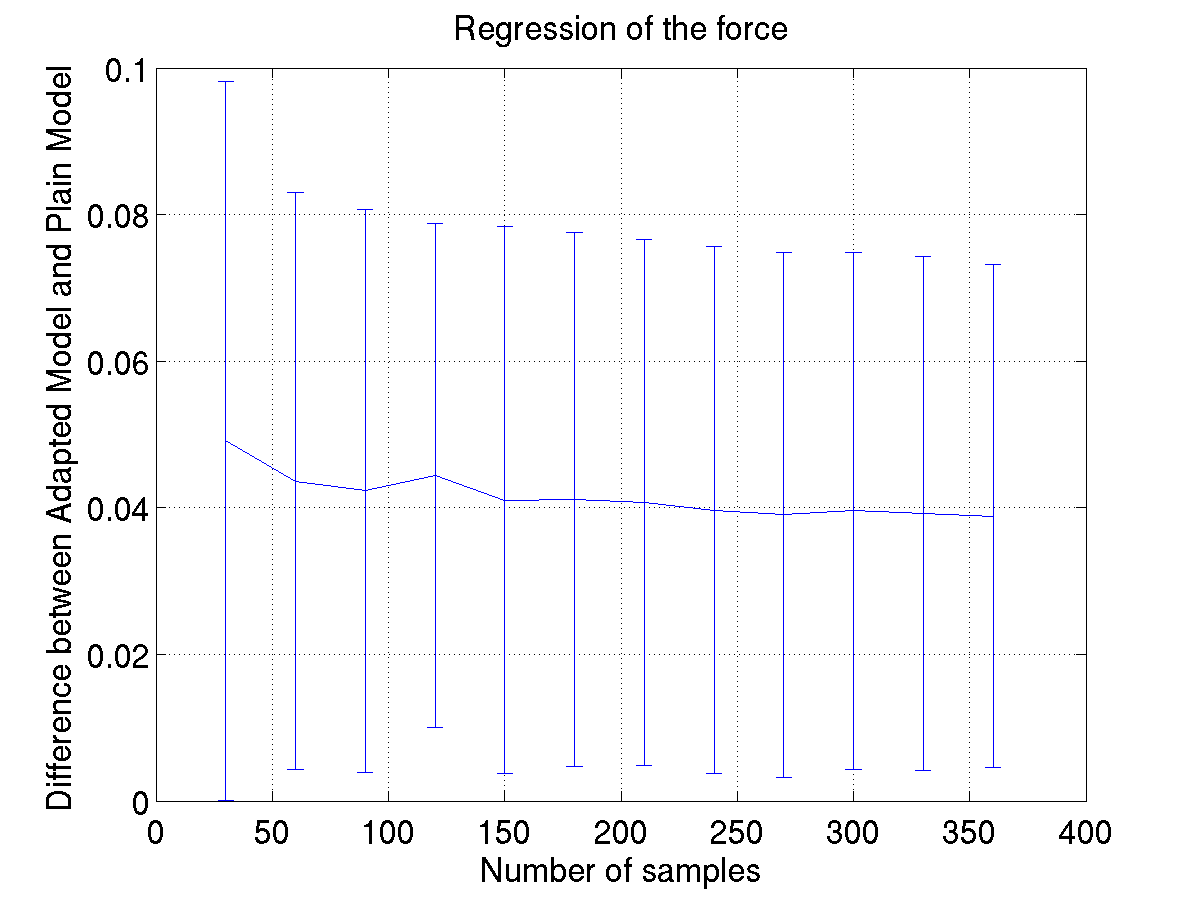 Regression of the force
Difference between Adapted Model and Plain Model
0.1
0.08
0.06
0.04
0.02
0
0 50 100 150 200 250 300 350 400
Number of samples